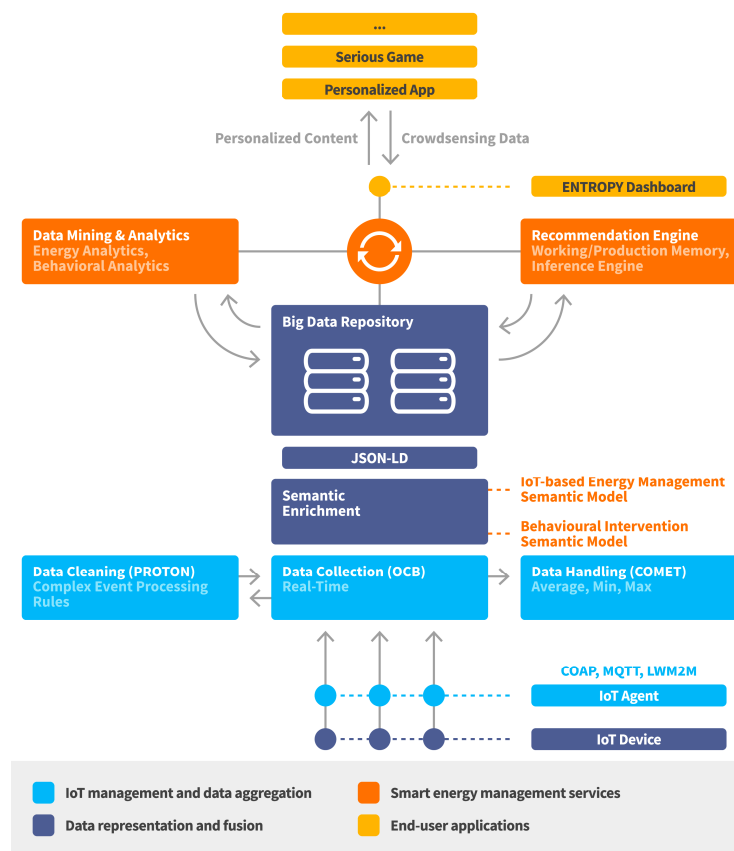 ...
Serious Game
Personalized App
Personalized Content
Crowdsensing Data
ENTROPY Dashboard
Data Mining & Analytics
Energy Analytics,
Behavioral Analytics
Recommendation Engine
Working/Production Memory,
Inference Engine
Big Data Repository
JSON-LD
Semantic
Enrichment
IoT-based Energy Management
Semantic Model
Behavioural Intervention
Semantic Model
Data Cleaning (PROTON)
Complex Event Processing
Rules
Data Collection (OCB)
Real-Time
Data Handling (COMET)
Average, Min, Max
COAP, MQTT, LWM2M
IoT Agent
IoT Device
IoT management and data aggregation
Smart energy management services
Data representation and fusion
End-user applications